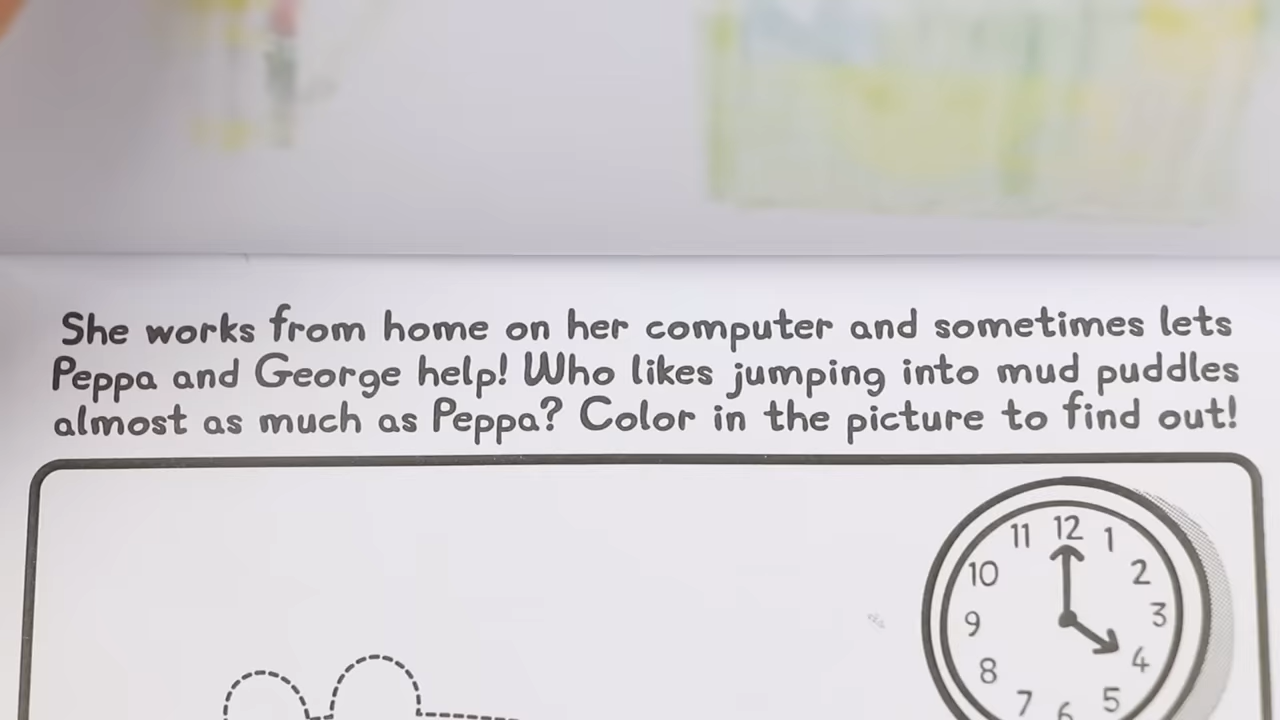 She works from home on her computer and sometimes lets
Peppa and George help! Who likes jumping into mud puddles
almost as much as Peppa? Color in the picture to find out!
11 12 1
10 2
9 3
8 4
7 6 5